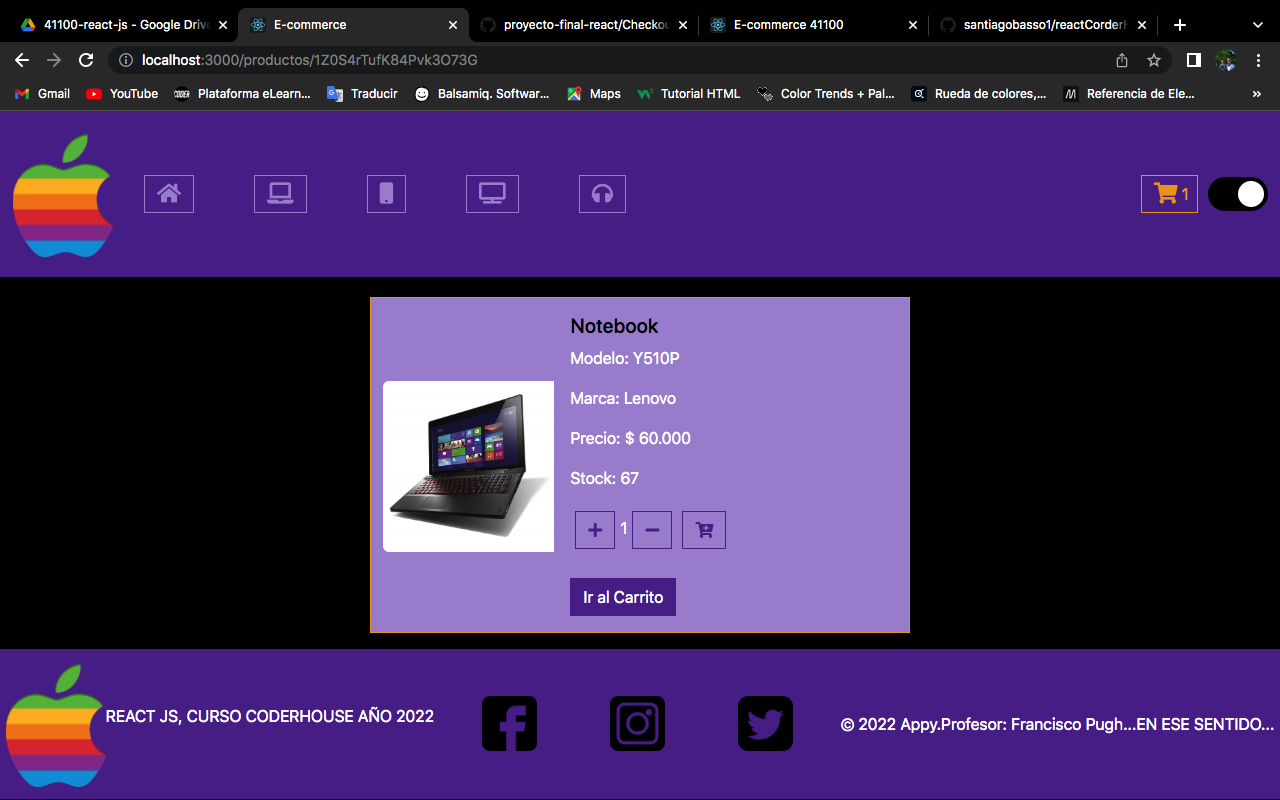 41100-react-js - Google Drive
E-commerce
proyecto-final-react/Checkou
E-commerce 41100
santiagobasso1/reactCorderH
localhost:3000/productos/1Z0S4rTufK84Pvk3O73G
Gmail
YouTube
Plataforma eLearn...
Traducir
Balsamiq. Softwar...
Maps
Tutorial HTML
Color Trends + Pal...
Rueda de colores,...
Referencia de Ele...
»
1
Notebook
Modelo: Y510P
Marca: Lenovo
Precio: $ 60.000
Stock: 67
+ 1 −
Ir al Carrito
REACT JS, CURSO CODERHOUSE AÑO 2022
© 2022 Appy.Profesor: Francisco Pugh...EN ESE SENTIDO...